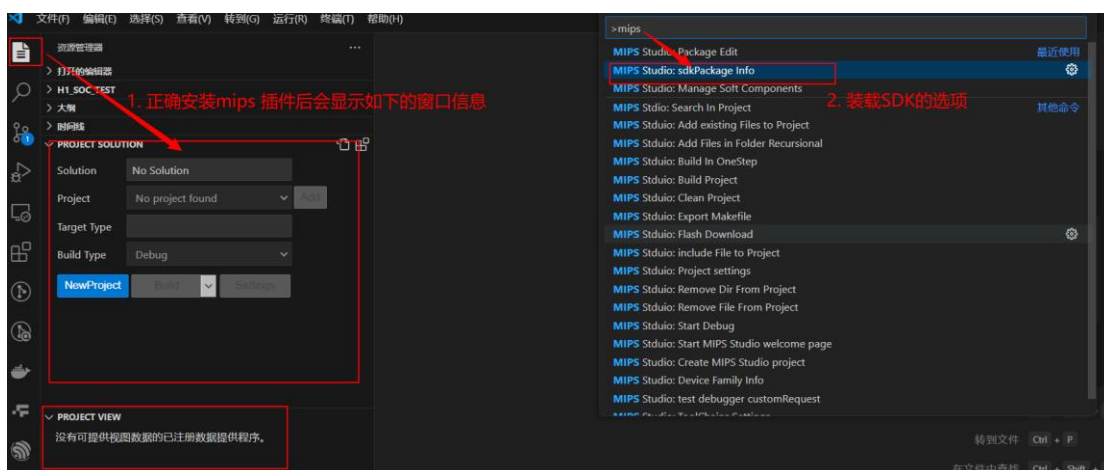 文件(F) 编辑(E) 选择(S) 查看(V) 转到(G) 运行(R) 终端(T) 帮助(H)
资源管理器
打开的编辑器
H1_SOC_TEST
大纲
时间线
1. 正确安装mips 插件后会显示如下的窗口信息
PROJECT SOLUTION
Solution No Solution
Project No project found Add
Target Type
Build Type Debug
NewProject Build Settings
PROJECT VIEW
没有可提供视图数据的已注册数据提供程序。
>mips
MIPS Studio: Package Edit 最近使用
MIPS Studio: sdkPackage Info
MIPS Studio: Manage Soft Components
2. 装载SDK的选项
MIPS Stdio: Search In Project 其他命令
MIPS Stduio: Add existing Files to Project
MIPS Stduio: Add Files in Folder Recursional
MIPS Stduio: Build In OneStep
MIPS Stduio: Build Project
MIPS Stduio: Clean Project
MIPS Stduio: Export Makefile
MIPS Stduio: Flash Download
MIPS Stduio: include File to Project
MIPS Stduio: Project settings
MIPS Stduio: Remove Dir From Project
MIPS Stduio: Remove File From Project
MIPS Stduio: Start Debug
MIPS Stduio: Start MIPS Studio welcome page
MIPS Studio: Create MIPS Studio project
MIPS Studio: Device Family Info
MIPS Studio: test debugger customRequest
转到文件 Ctrl + P
在文件中查找 Ctrl + Shift +